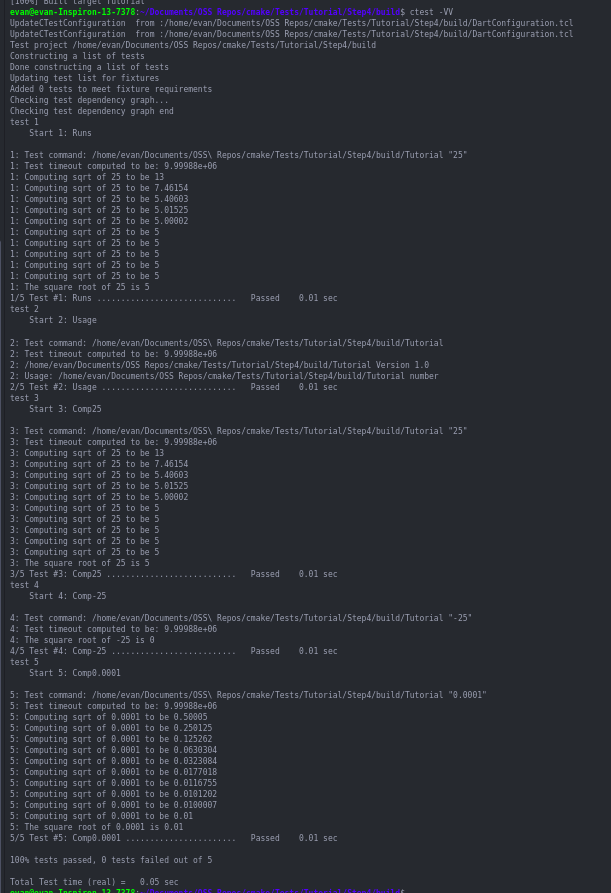 [100%] Built target Tutorial
evan@evan-Inspiron-13-7378:~/Documents/OSS Repos/cmake/Tests/Tutorial/Step4/build$ ctest -VV
UpdateCTestConfiguration  from :/home/evan/Documents/OSS Repos/cmake/Tests/Tutorial/Step4/build/DartConfiguration.tcl
UpdateCTestConfiguration  from :/home/evan/Documents/OSS Repos/cmake/Tests/Tutorial/Step4/build/DartConfiguration.tcl
Test project /home/evan/Documents/OSS Repos/cmake/Tests/Tutorial/Step4/build
Constructing a list of tests
Done constructing a list of tests
Updating test list for fixtures
Added 0 tests to meet fixture requirements
Checking test dependency graph...
Checking test dependency graph end
test 1
    Start 1: Runs
1: Test command: /home/evan/Documents/OSS\ Repos/cmake/Tests/Tutorial/Step4/build/Tutorial "25"
1: Test timeout computed to be: 9.99988e+06
1: Computing sqrt of 25 to be 13
1: Computing sqrt of 25 to be 7.46154
1: Computing sqrt of 25 to be 5.40603
1: Computing sqrt of 25 to be 5.01525
1: Computing sqrt of 25 to be 5.00002
1: Computing sqrt of 25 to be 5
1: Computing sqrt of 25 to be 5
1: Computing sqrt of 25 to be 5
1: Computing sqrt of 25 to be 5
1: Computing sqrt of 25 to be 5
1: The square root of 25 is 5
1/5 Test #1: Runs .............................   Passed    0.01 sec
test 2
    Start 2: Usage
2: Test command: /home/evan/Documents/OSS\ Repos/cmake/Tests/Tutorial/Step4/build/Tutorial
2: Test timeout computed to be: 9.99988e+06
2: /home/evan/Documents/OSS Repos/cmake/Tests/Tutorial/Step4/build/Tutorial Version 1.0
2: Usage: /home/evan/Documents/OSS Repos/cmake/Tests/Tutorial/Step4/build/Tutorial number
2/5 Test #2: Usage ............................   Passed    0.01 sec
test 3
    Start 3: Comp25
3: Test command: /home/evan/Documents/OSS\ Repos/cmake/Tests/Tutorial/Step4/build/Tutorial "25"
3: Test timeout computed to be: 9.99988e+06
3: Computing sqrt of 25 to be 13
3: Computing sqrt of 25 to be 7.46154
3: Computing sqrt of 25 to be 5.40603
3: Computing sqrt of 25 to be 5.01525
3: Computing sqrt of 25 to be 5.00002
3: Computing sqrt of 25 to be 5
3: Computing sqrt of 25 to be 5
3: Computing sqrt of 25 to be 5
3: Computing sqrt of 25 to be 5
3: Computing sqrt of 25 to be 5
3: The square root of 25 is 5
3/5 Test #3: Comp25 ...........................   Passed    0.01 sec
test 4
    Start 4: Comp-25
4: Test command: /home/evan/Documents/OSS\ Repos/cmake/Tests/Tutorial/Step4/build/Tutorial "-25"
4: Test timeout computed to be: 9.99988e+06
4: The square root of -25 is 0
4/5 Test #4: Comp-25 ..........................   Passed    0.01 sec
test 5
    Start 5: Comp0.0001
5: Test command: /home/evan/Documents/OSS\ Repos/cmake/Tests/Tutorial/Step4/build/Tutorial "0.0001"
5: Test timeout computed to be: 9.99988e+06
5: Computing sqrt of 0.0001 to be 0.50005
5: Computing sqrt of 0.0001 to be 0.250125
5: Computing sqrt of 0.0001 to be 0.125262
5: Computing sqrt of 0.0001 to be 0.0630304
5: Computing sqrt of 0.0001 to be 0.0323084
5: Computing sqrt of 0.0001 to be 0.0177018
5: Computing sqrt of 0.0001 to be 0.0116755
5: Computing sqrt of 0.0001 to be 0.0101202
5: Computing sqrt of 0.0001 to be 0.0100007
5: Computing sqrt of 0.0001 to be 0.01
5: The square root of 0.0001 is 0.01
5/5 Test #5: Comp0.0001 .......................   Passed    0.01 sec
100% tests passed, 0 tests failed out of 5
Total Test time (real) =   0.05 sec
evan@evan-Inspiron-13-7378:~/Documents/OSS Repos/cmake/Tests/Tutorial/Step4/build$